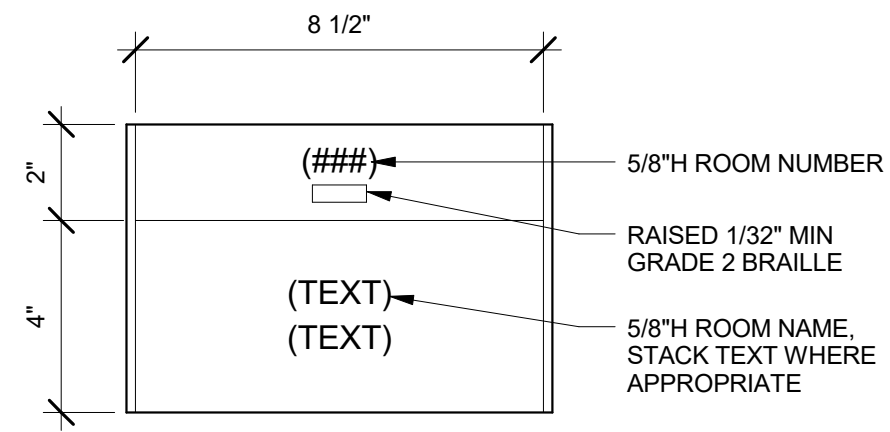 8 1/2"
2"
(###)
5/8"H ROOM NUMBER
RAISED 1/32" MIN
GRADE 2 BRAILLE
4"
(TEXT)
(TEXT)
5/8"H ROOM NAME,
STACK TEXT WHERE
APPROPRIATE